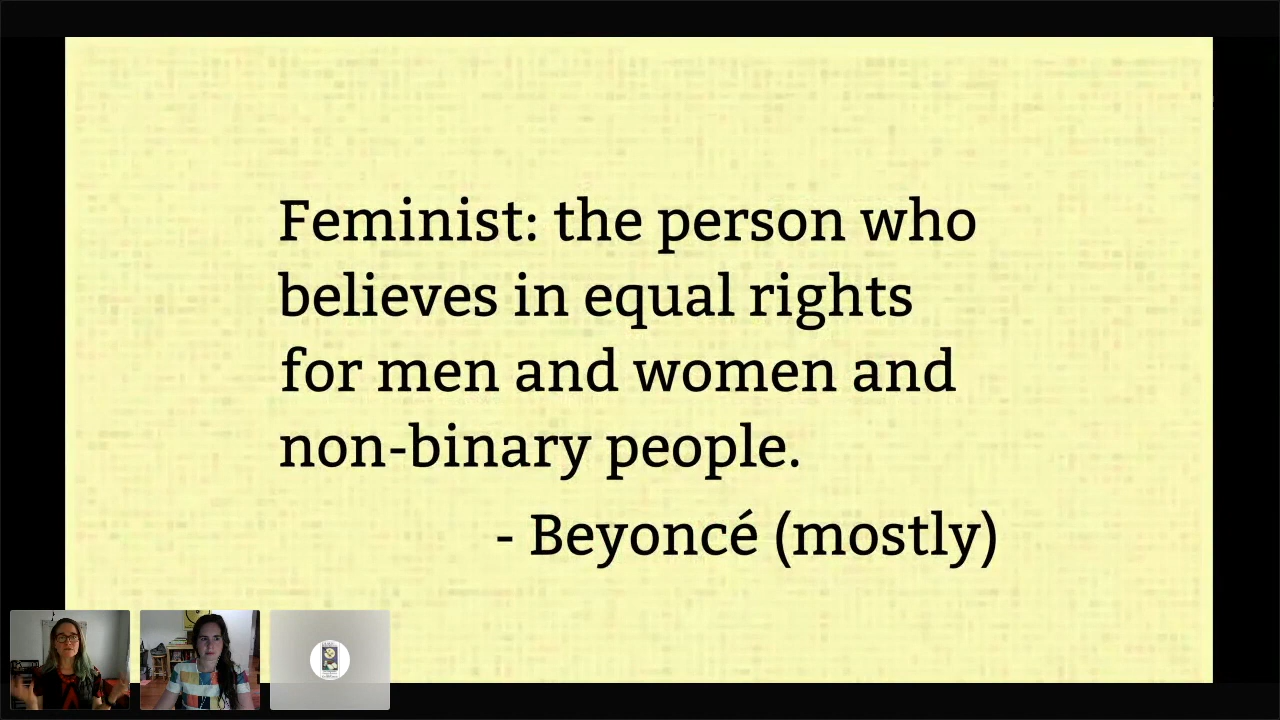 Feminist: the person who
believes in equal rights
for men and women and
non-binary people.
- Beyoncé (mostly)